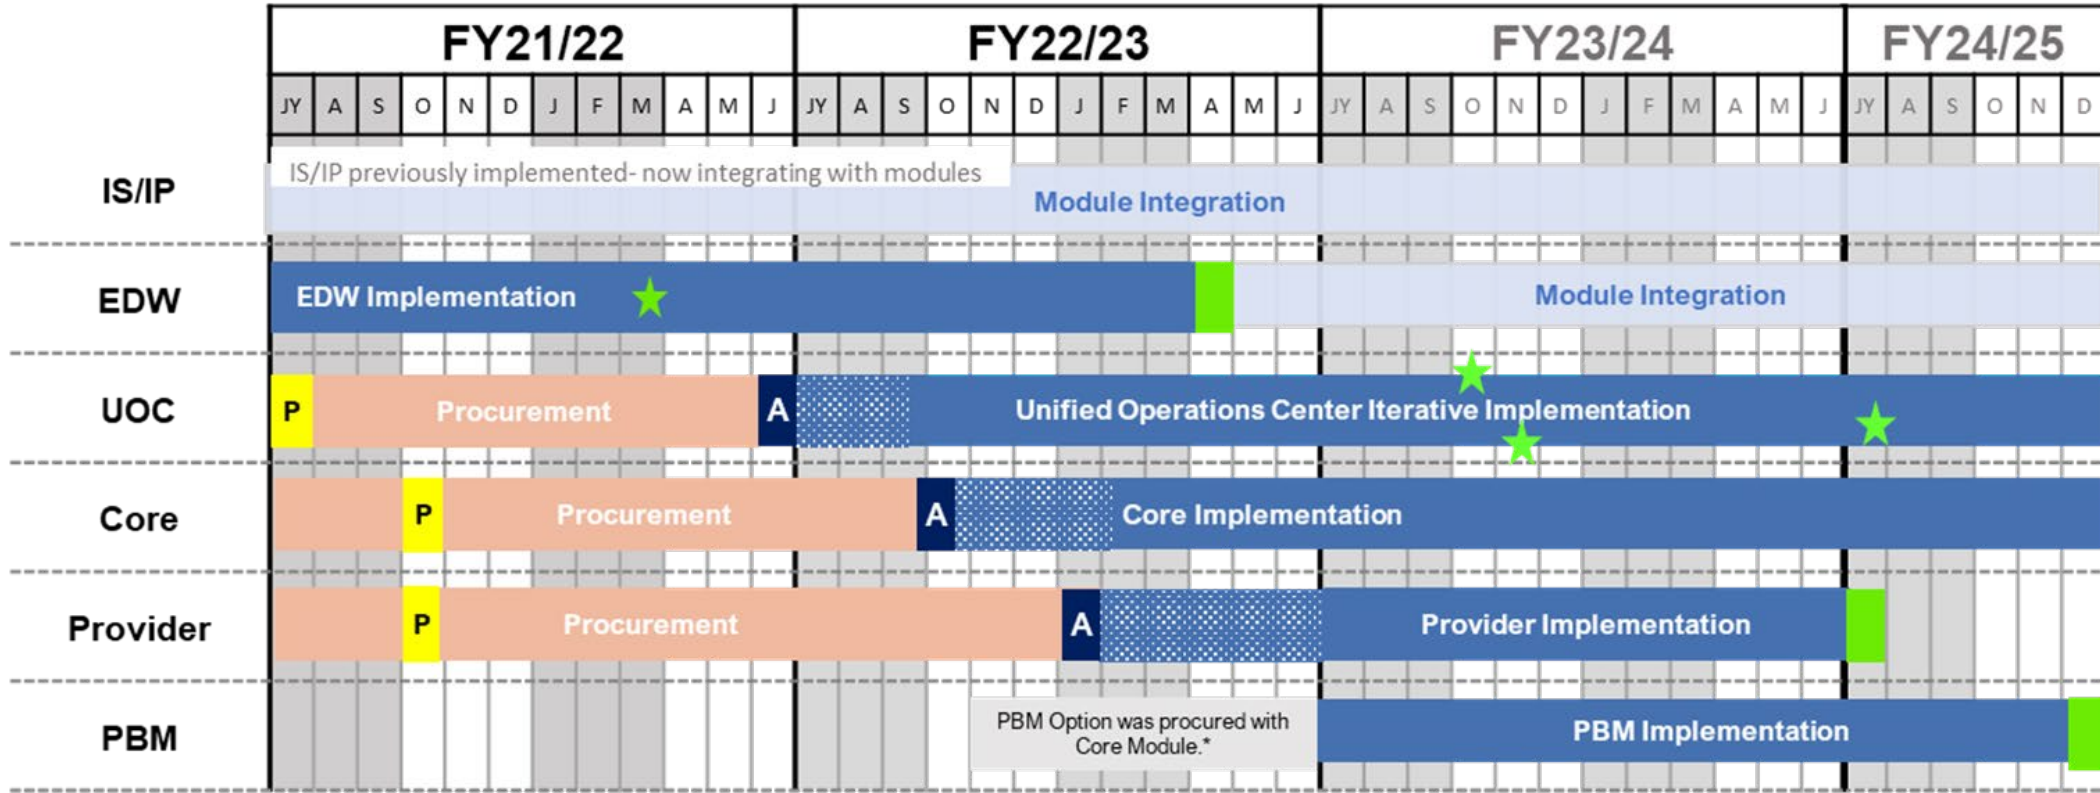 FY21/22 FY22/23 FY23/24 FY24/25
JY A S O N D J F M A M J JY A S O N D J F M A M J JY A S O N D J F M A M J JY A S O N D
IS/IP previously implemented- now integrating with modules
IS/IP Module Integration
EDW EDW Implementation Module Integration
UOC P Procurement A Unified Operations Center Iterative Implementation
Core P Procurement A Core Implementation
Provider P Procurement A Provider Implementation
PBM Option was procured with
Core Module.*
PBM PBM Implementation